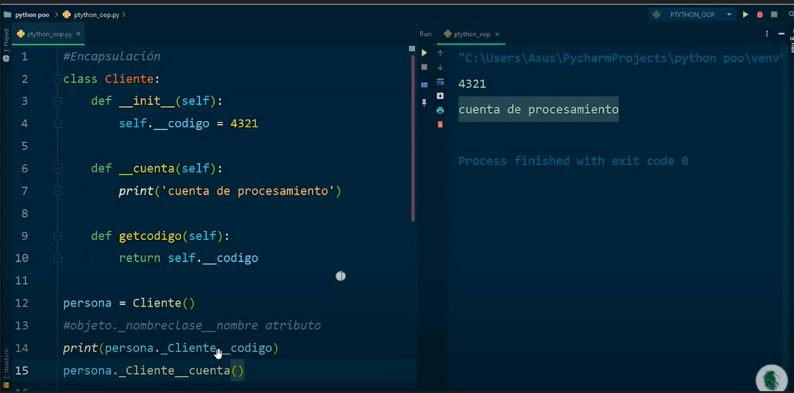 python poo
ptython_oop.py
PTYTHON_OOP
1: Project
ptython_oop.py
Run:
ptython_oop
1 #Encapsulación
2 class Cliente:
3 def __init__(self):
4 self.__codigo = 4321
5
6 def __cuenta(self):
7 print('cuenta de procesamiento')
8
9 def getcodigo(self):
10 return self.__codigo
11
12 persona = Cliente()
13 #objeto._nombreclase__nombre atributo
14 print(persona._Cliente__codigo)
15 persona._Cliente__cuenta()
"C:\Users\Asus\PycharmProjects\python poo\venv\
4321
cuenta de procesamiento
Process finished with exit code 0